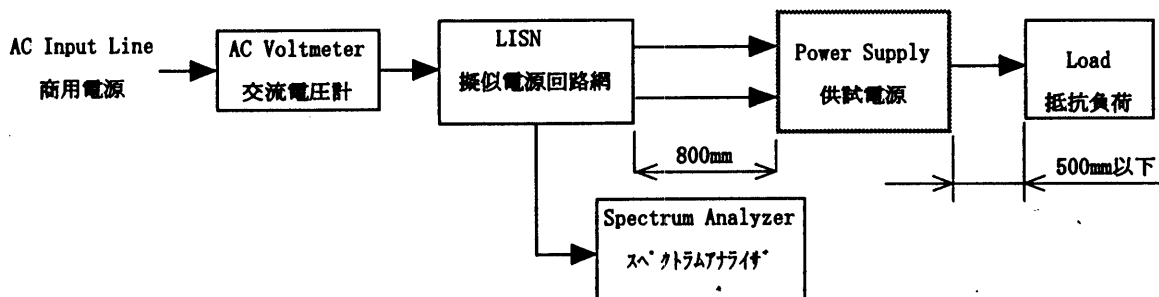 AC Input Line
商用電源
AC Voltmeter
交流電圧計
LISN
擬似電源回路網
Power Supply
供試電源
Load
抵抗負荷
800mm
500mm以下
Spectrum Analyzer
ｽﾍﾟｸﾄﾗﾑｱﾅﾗｲｻﾞ